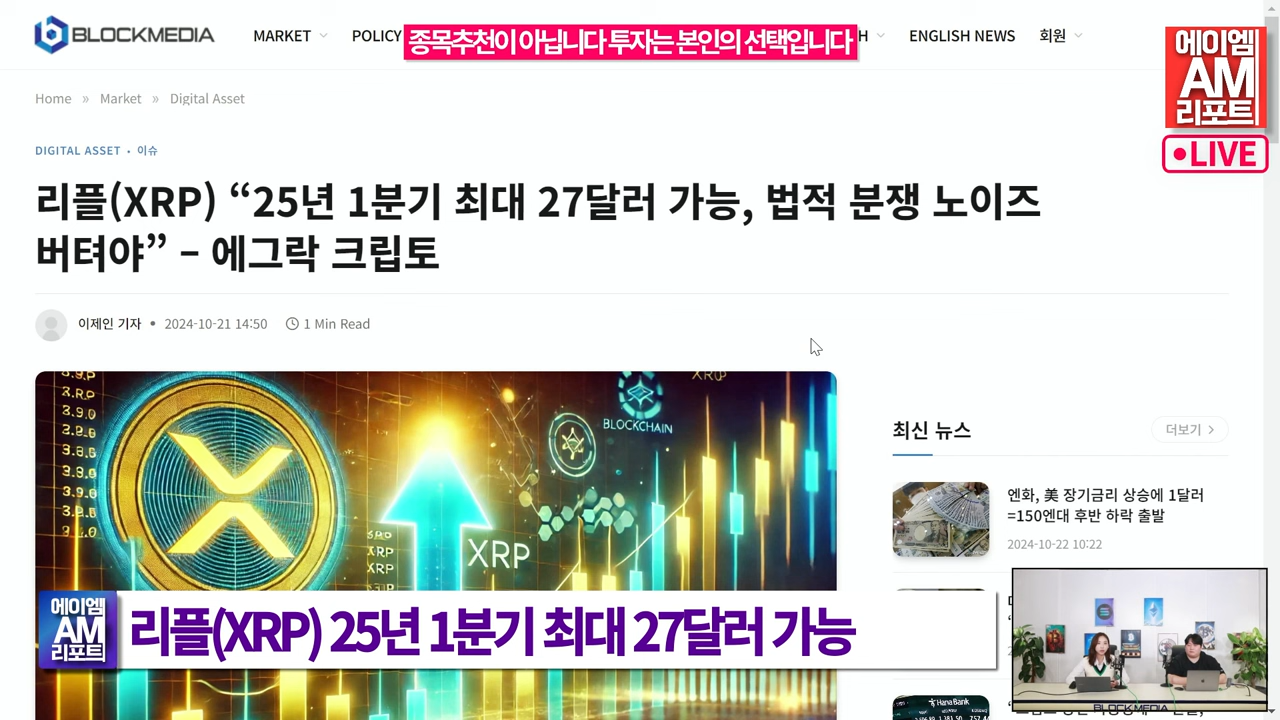 BLOCKMEDIA
MARKET
POLICY
종목추천이 아닙니다 투자는 본인의 선택입니다
ENGLISH NEWS
회원
에이엠
AM
리포트
LIVE
Home » Market » Digital Asset
DIGITAL ASSET • 이슈
리플(XRP) “25년 1분기 최대 27달러 가능, 법적 분쟁 노이즈
버텨야” – 에그락 크립토
이제인 기자 • 2024-10-21 14:50 1 Min Read
XRP
BLOCKCHAIN
XRP
XRP
XRP
최신 뉴스
더보기
엔화, 美 장기금리 상승에 1달러
=150엔대 후반 하락 출발
2024-10-22 10:22
에이엠
AM
리포트
리플(XRP) 25년 1분기 최대 27달러 가능
Hana Bank
BLOCKMEDIA